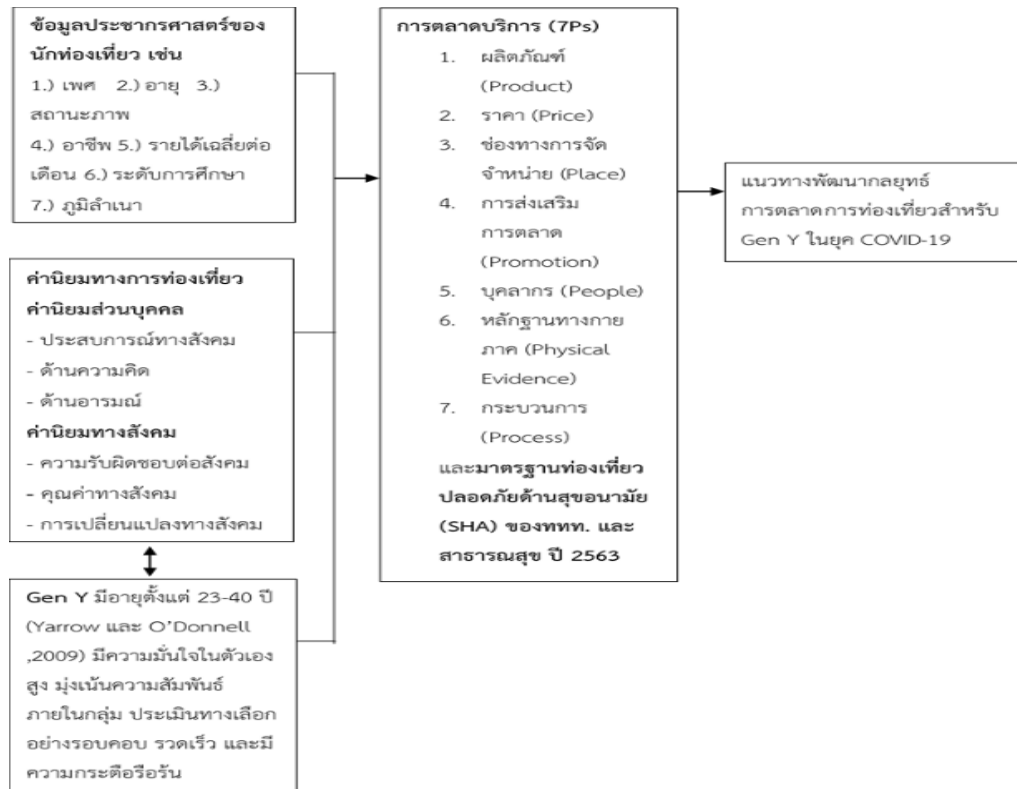 ข้อมูลประชากรศาสตร์ของ
นักท่องเที่ยว เช่น
1.) เพศ 2.) อายุ 3.)
สถานะภาพ
4.) อาชีพ 5.) รายได้เฉลี่ยต่อ
เดือน 6.) ระดับการศึกษา
7.) ภูมิลำเนา
ค่านิยมทางการท่องเที่ยว
ค่านิยมส่วนบุคคล
- ประสบการณ์ทางสังคม
- ด้านความคิด
- ด้านอารมณ์
ค่านิยมทางสังคม
- ความรับผิดชอบต่อสังคม
- คุณค่าทางสังคม
- การเปลี่ยนแปลงทางสังคม
Gen Y มีอายุตั้งแต่ 23-40 ปี
(Yarrow และ O’Donnell
,2009) มีความมั่นใจในตัวเอง
สูง มุ่งเน้นความสัมพันธ์
ภายในกลุ่ม ประเมินทางเลือก
อย่างรอบคอบ รวดเร็ว และมี
ความกระตือรือร้น
การตลาดบริการ (7Ps)
1. ผลิตภัณฑ์
(Product)
2. ราคา (Price)
3. ช่องทางการจัด
จำหน่าย (Place)
4. การส่งเสริม
การตลาด
(Promotion)
5. บุคลากร (People)
6. หลักฐานทางกาย
ภาค (Physical
Evidence)
7. กระบวนการ
(Process)
และมาตรฐานท่องเที่ยว
ปลอดภัยด้านสุขอนามัย
(SHA) ของททท. และ
สาธารณสุข ปี 2563
แนวทางพัฒนากลยุทธ์
การตลาดการท่องเที่ยวสำหรับ
Gen Y ในยุค COVID-19